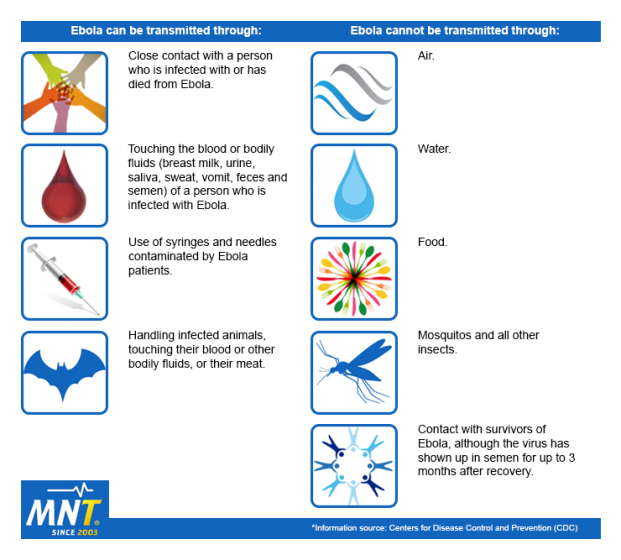 Ebola can be transmitted through:
Close contact with a person
who is infected with or has
died from Ebola.
Touching the blood or bodily
fluids (breast milk, urine,
saliva, sweat, vomit, feces and
semen) of a person who is
infected with Ebola.
Use of syringes and needles
contaminated by Ebola
patients.
Handling infected animals,
touching their blood or other
bodily fluids, or their meat.
Ebola cannot be transmitted through:
Air.
Water.
Food.
Mosquitos and all other
insects.
Contact with survivors of
Ebola, although the virus has
shown up in semen for up to 3
months after recovery.
MNT®
SINCE 2003
*Information source: Centers for Disease Control and Prevention (CDC)